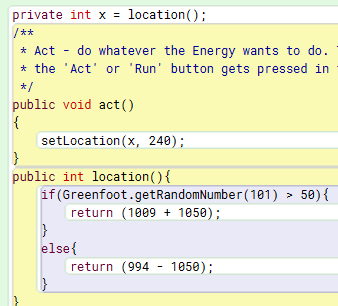 private int x = location();
/**
* Act - do whatever the Energy wants to do.
* the 'Act' or 'Run' button gets pressed in
*/
public void act()
{
setLocation(x, 240);
}
public int location(){
if(Greenfoot.getRandomNumber(101) > 50){
return (1009 + 1050);
}
else{
return (994 - 1050);
}
}